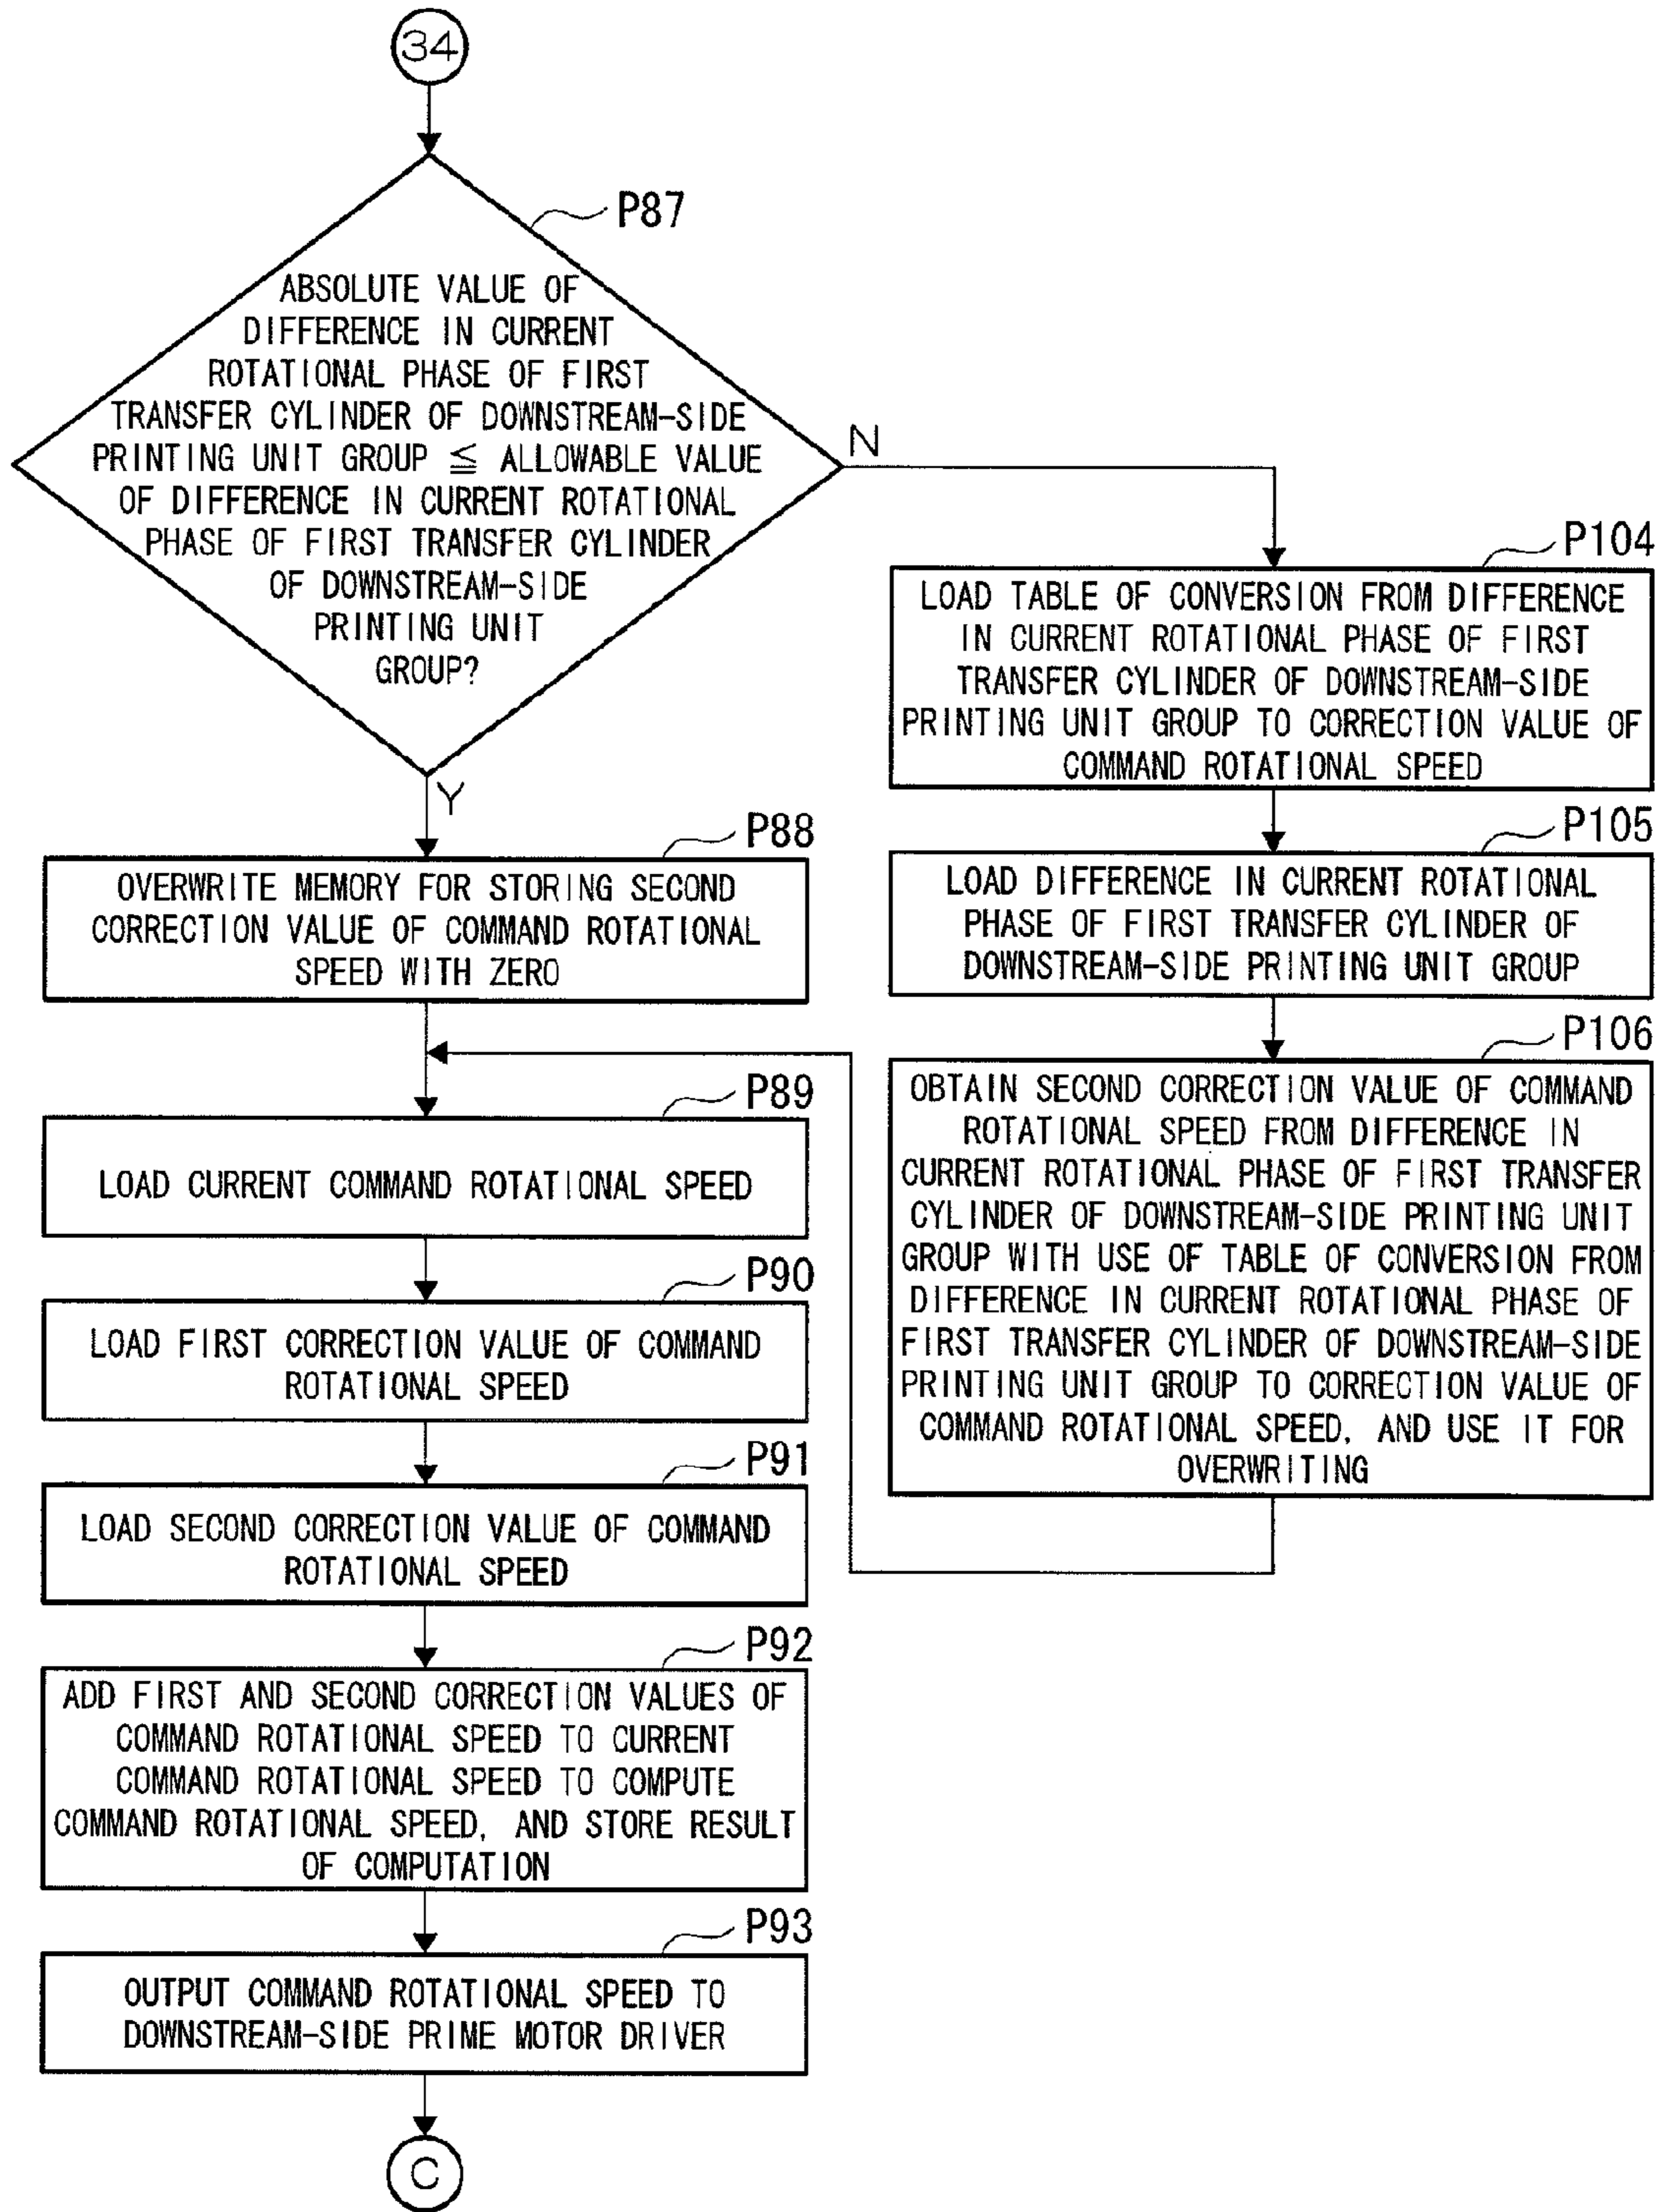 34
P87
ABSOLUTE VALUE OF
DIFFERENCE IN CURRENT
ROTATIONAL PHASE OF FIRST
TRANSFER CYLINDER OF DOWNSTREAM-SIDE
PRINTING UNIT GROUP ≦ ALLOWABLE VALUE
OF DIFFERENCE IN CURRENT ROTATIONAL
PHASE OF FIRST TRANSFER CYLINDER
OF DOWNSTREAM-SIDE
PRINTING UNIT
GROUP?
N
Y
P88
OVERWRITE MEMORY FOR STORING SECOND
CORRECTION VALUE OF COMMAND ROTATIONAL
SPEED WITH ZERO
P89
LOAD CURRENT COMMAND ROTATIONAL SPEED
P90
LOAD FIRST CORRECTION VALUE OF COMMAND
ROTATIONAL SPEED
P91
LOAD SECOND CORRECTION VALUE OF COMMAND
ROTATIONAL SPEED
P92
ADD FIRST AND SECOND CORRECTION VALUES OF
COMMAND ROTATIONAL SPEED TO CURRENT
COMMAND ROTATIONAL SPEED TO COMPUTE
COMMAND ROTATIONAL SPEED, AND STORE RESULT
OF COMPUTATION
P93
OUTPUT COMMAND ROTATIONAL SPEED TO
DOWNSTREAM-SIDE PRIME MOTOR DRIVER
C
P104
LOAD TABLE OF CONVERSION FROM DIFFERENCE
IN CURRENT ROTATIONAL PHASE OF FIRST
TRANSFER CYLINDER OF DOWNSTREAM-SIDE
PRINTING UNIT GROUP TO CORRECTION VALUE OF
COMMAND ROTATIONAL SPEED
P105
LOAD DIFFERENCE IN CURRENT ROTATIONAL
PHASE OF FIRST TRANSFER CYLINDER OF
DOWNSTREAM-SIDE PRINTING UNIT GROUP
P106
OBTAIN SECOND CORRECTION VALUE OF COMMAND
ROTATIONAL SPEED FROM DIFFERENCE IN
CURRENT ROTATIONAL PHASE OF FIRST TRANSFER
CYLINDER OF DOWNSTREAM-SIDE PRINTING UNIT
GROUP WITH USE OF TABLE OF CONVERSION FROM
DIFFERENCE IN CURRENT ROTATIONAL PHASE OF
FIRST TRANSFER CYLINDER OF DOWNSTREAM-SIDE
PRINTING UNIT GROUP TO CORRECTION VALUE OF
COMMAND ROTATIONAL SPEED, AND USE IT FOR
OVERWRITING